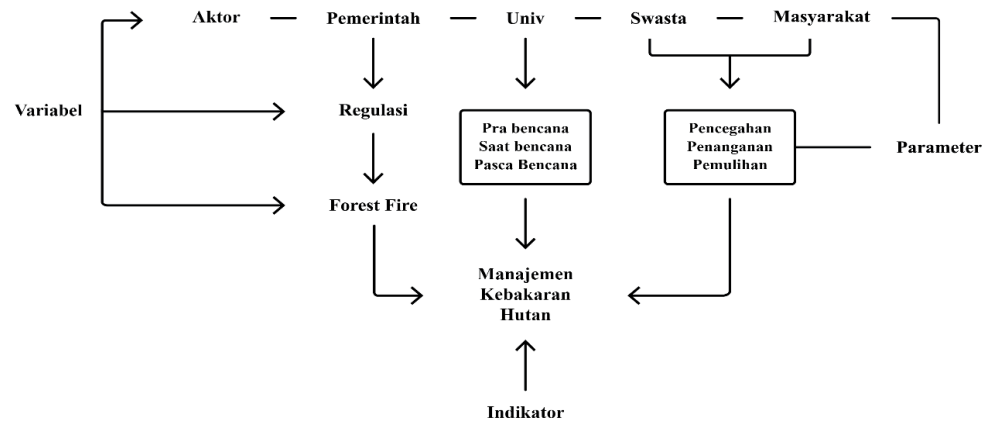 Aktor
Pemerintah
Univ
Swasta
Masyarakat
Variabel
Regulasi
Pra bencana
Saat bencana
Pasca Bencana
Pencegahan
Penanganan
Pemulihan
Parameter
Forest Fire
Manajemen
Kebakaran
Hutan
Indikator